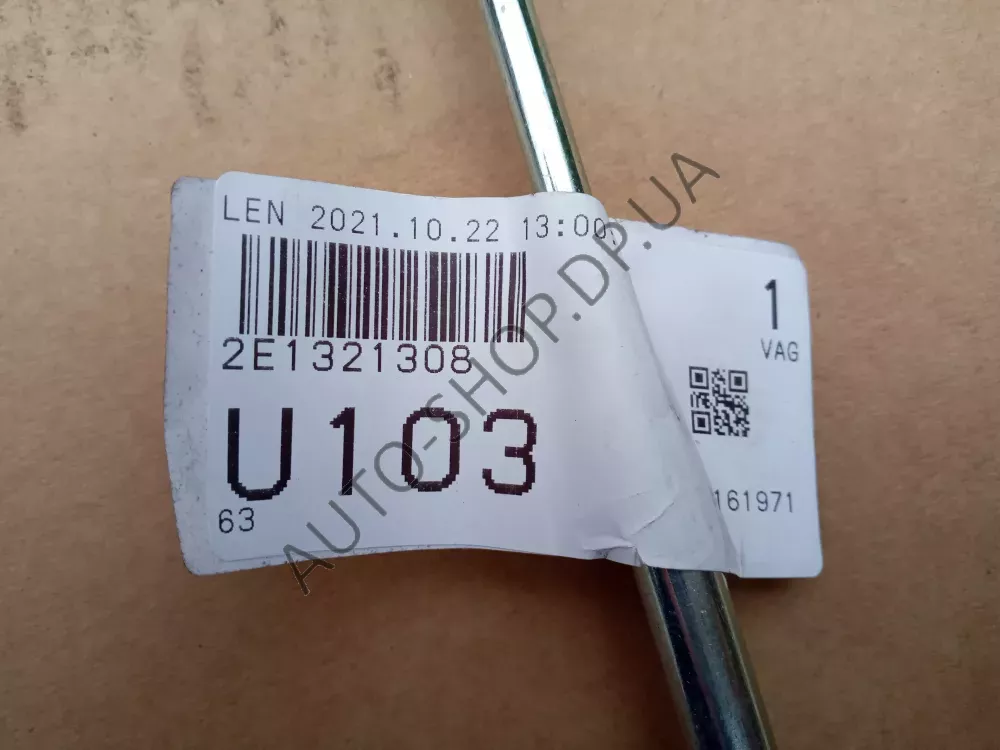 LEN 2021.10.22 13:00
2E1321308
U103
63
1
VAG
161971
AUTO-SHOP.DP.UA